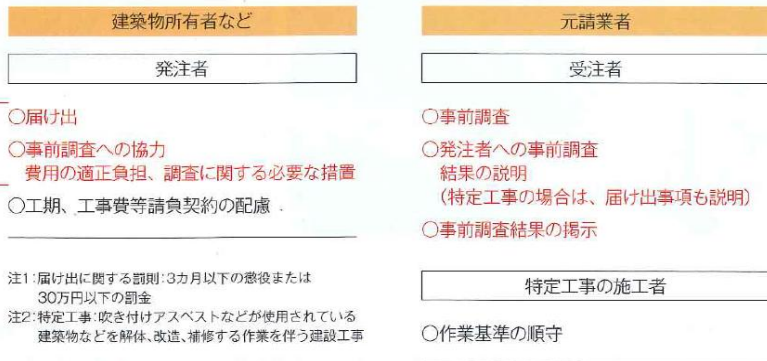 建築物所有者など
発注者
○届け出
○事前調査への協力
費用の適正負担、調査に関する必要な措置
○工期、工事費等請負契約の配慮
注1:届け出に関する罰則:3カ月以下の懲役または
30万円以下の罰金
注2:特定工事:吹き付けアスベストなどが使用されている
建築物などを解体、改造、補修する作業を伴う建設工事
元請業者
受注者
○事前調査
○発注者への事前調査
結果の説明
(特定工事の場合は、届け出事項も説明)
○事前調査結果の掲示
特定工事の施工者
○作業基準の順守